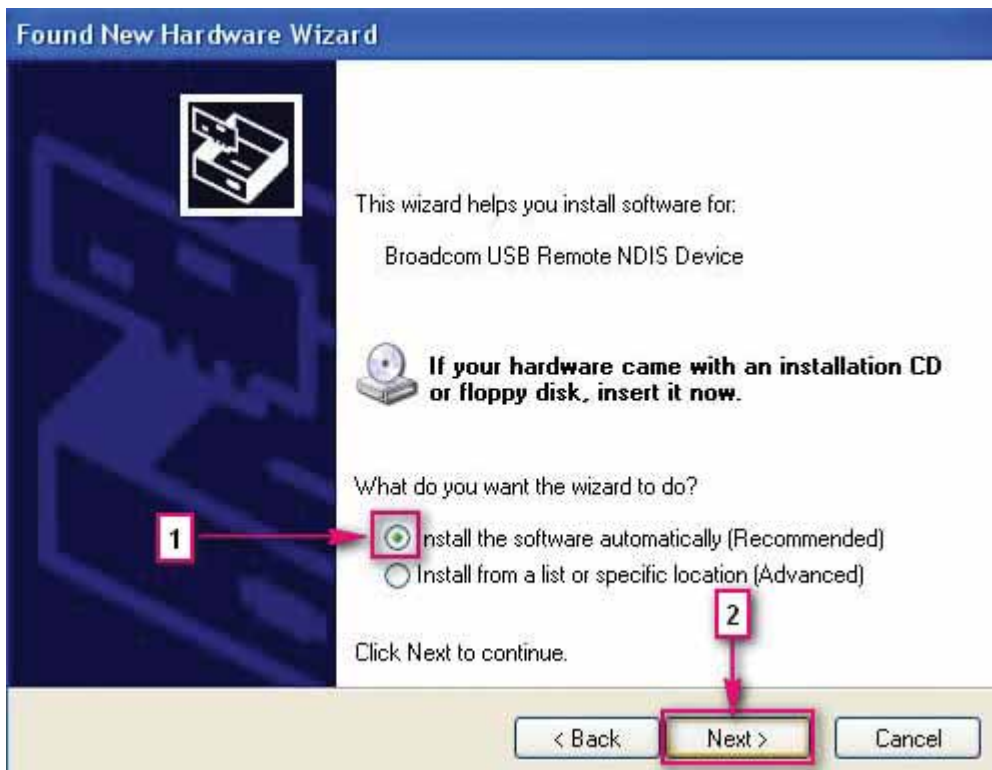 Found New Hardware Wizard
This wizard helps you install software for:
Broadcom USB Remote NDIS Device
If your hardware came with an installation CD
or floppy disk, insert it now.
What do you want the wizard to do?
1
nstall the software automatically (Recommended)
Install from a list or specific location (Advanced)
2
Click Next to continue.
< Back
Next >
Cancel